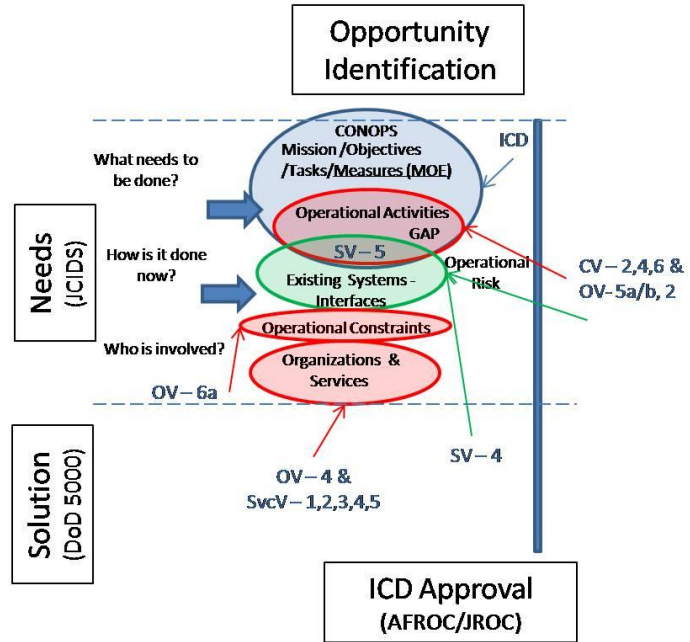 Opportunity
Identification
CONOPS
Mission /Objectives
/Tasks/Measures (MOE)
ICD
What needs to
be done?
Operational Activities
GAP
SV – 5
Operational
Risk
CV – 2,4,6 &
OV- 5a/b, 2
How is it done
now?
Existing Systems -
Interfaces
Needs
(JCIDS)
Operational Constraints
Who is involved?
Organizations &
Services
OV – 6a
SV – 4
OV – 4 &
SvcV – 1,2,3,4,5
Solution
(DoD 5000)
ICD Approval
(AFROC/JROC)